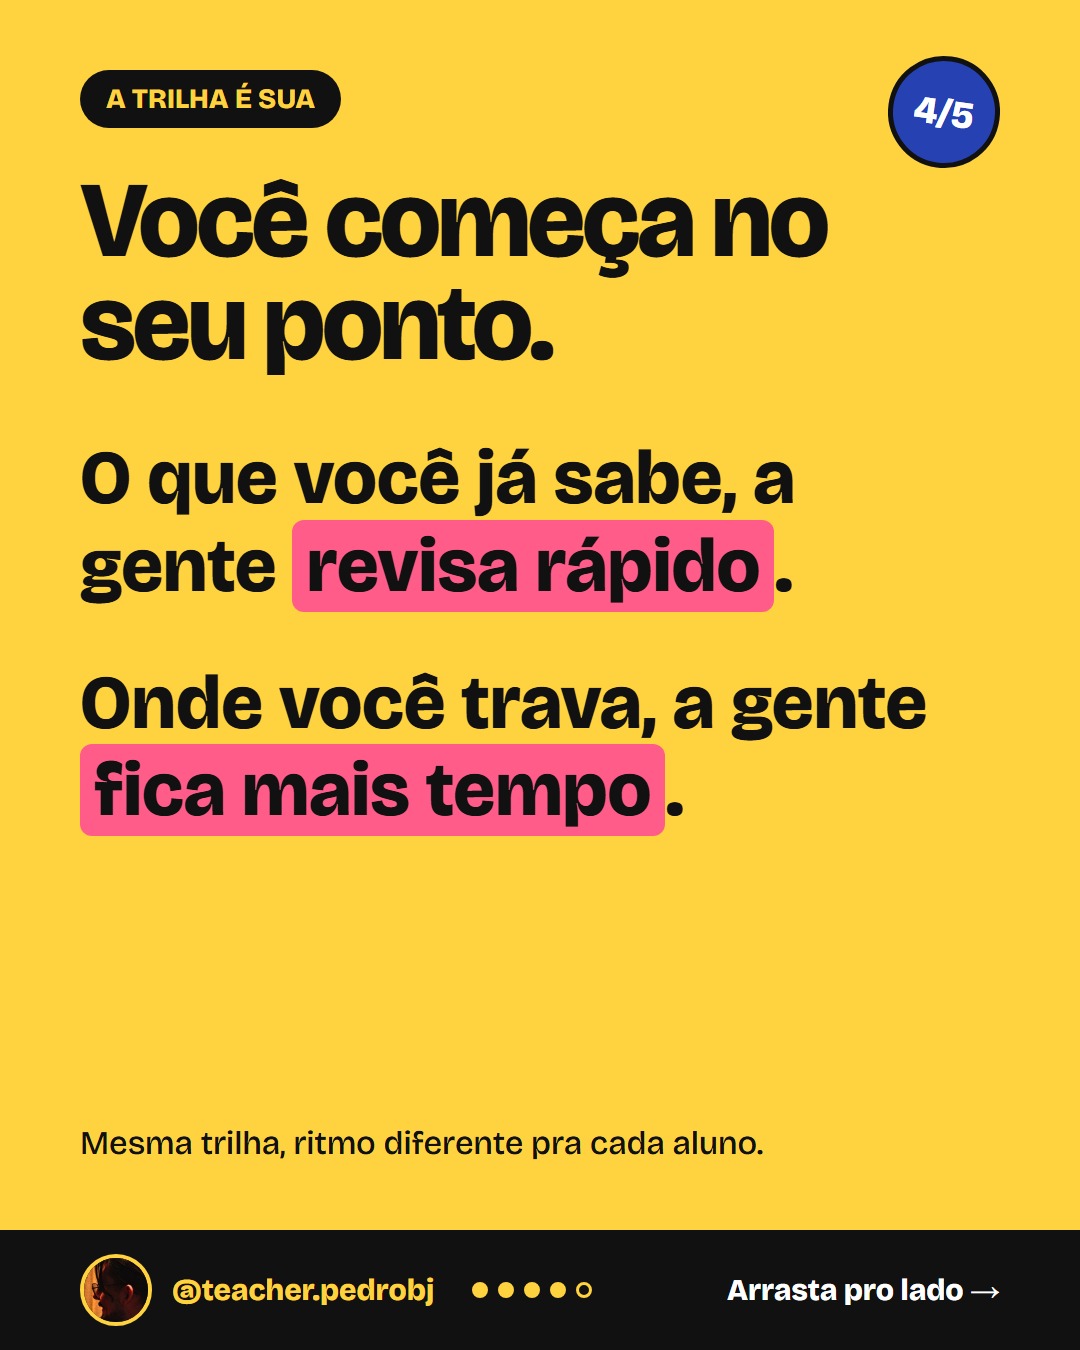 A TRILHA É SUA
4/5
Você começa no
seu ponto.
O que você já sabe, a
gente revisa rápido.
Onde você trava, a gente
fica mais tempo.
Mesma trilha, ritmo diferente pra cada aluno.
@teacher.pedrobj
Arrasta pro lado →